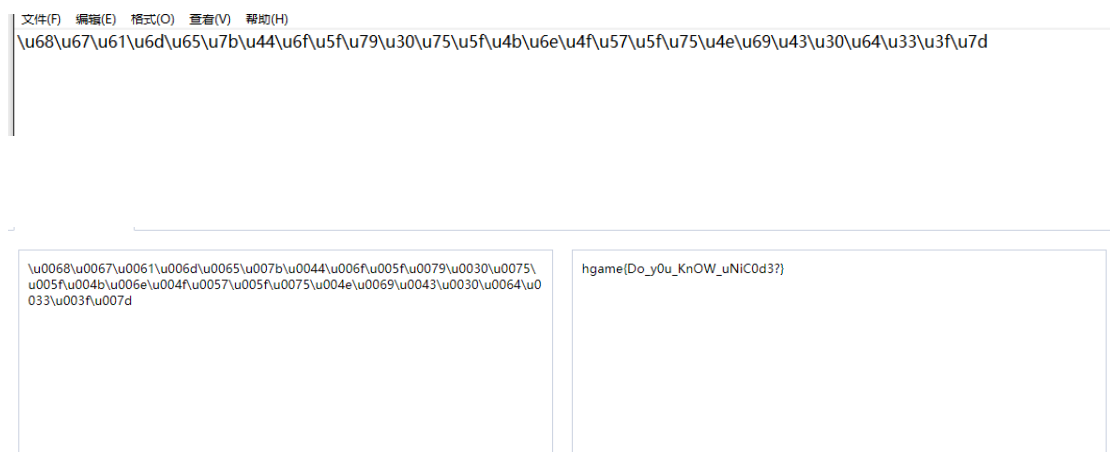 文件(F) 编辑(E) 格式(O) 查看(V) 帮助(H)
\u68\u67\u61\u6d\u65\u7b\u44\u6f\u5f\u79\u30\u75\u5f\u4b\u6e\u4f\u57\u5f\u75\u4e\u69\u43\u30\u64\u33\u3f\u7d
\u0068\u0067\u0061\u006d\u0065\u007b\u0044\u006f\u005f\u0079\u0030\u0075\
u005f\u004b\u006e\u004f\u0057\u005f\u0075\u004e\u0069\u0043\u0030\u0064\u0
033\u003f\u007d
hgame{Do_y0u_KnOW_uNiC0d3?}